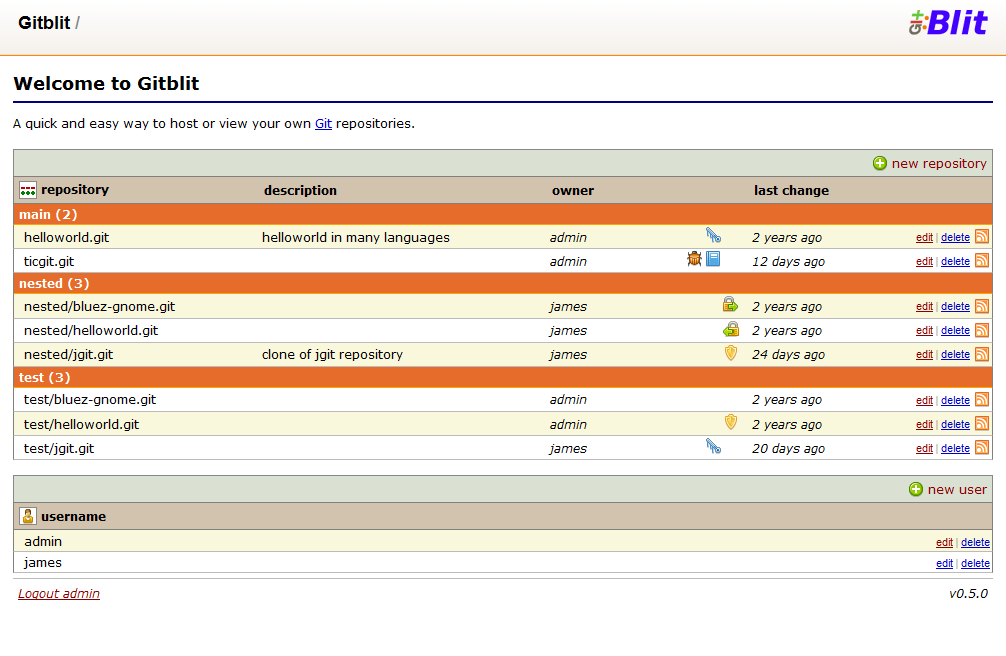 Gitblit /
git:Blit
Welcome to Gitblit
A quick and easy way to host or view your own Git repositories.
new repository
repository description owner last change
main (2)
helloworld.git helloworld in many languages admin 2 years ago edit | delete
ticgit.git admin 12 days ago edit | delete
nested (3)
nested/bluez-gnome.git james 2 years ago edit | delete
nested/helloworld.git james 2 years ago edit | delete
nested/jgit.git clone of jgit repository james 24 days ago edit | delete
test (3)
test/bluez-gnome.git admin 2 years ago edit | delete
test/helloworld.git admin 2 years ago edit | delete
test/jgit.git james 20 days ago edit | delete
new user
username
admin edit | delete
james edit | delete
Logout admin v0.5.0